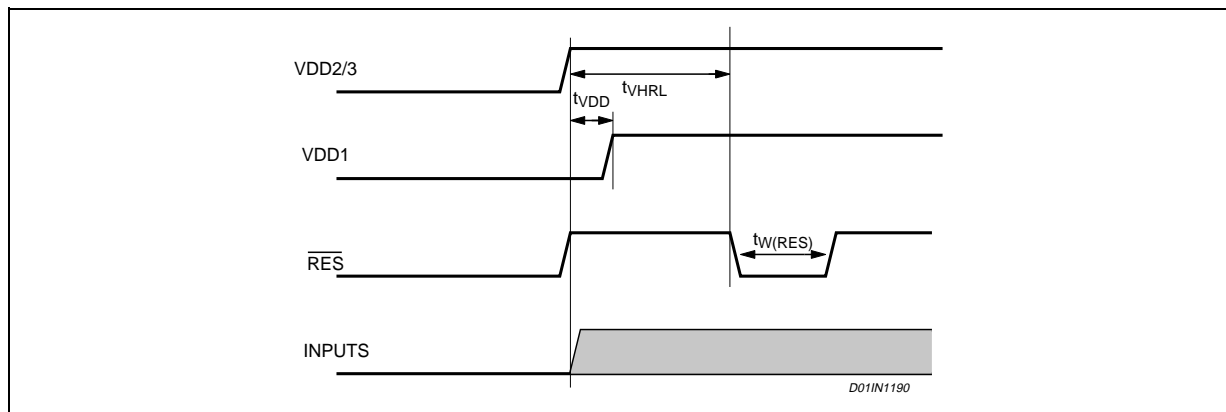 VDD2/3
tVHRL
tVDD
VDD1
tW(RES)
RES
INPUTS
D01IN1190